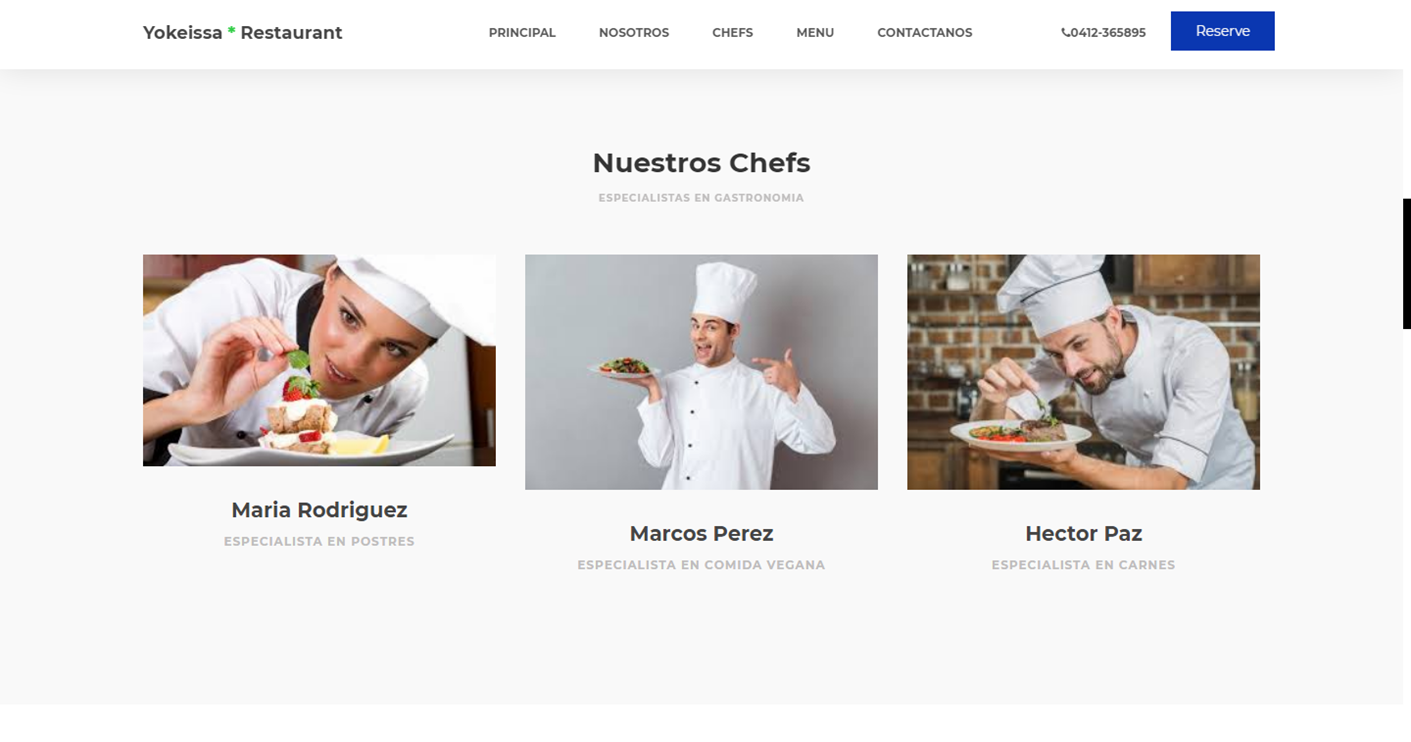 Yokeissa * Restaurant PRINCIPAL NOSOTROS CHEFS MENU CONTACTANOS 0412-365895 Reserve
Nuestros Chefs
ESPECIALISTAS EN GASTRONOMIA
Maria Rodriguez
ESPECIALISTA EN POSTRES
Marcos Perez
ESPECIALISTA EN COMIDA VEGANA
Hector Paz
ESPECIALISTA EN CARNES